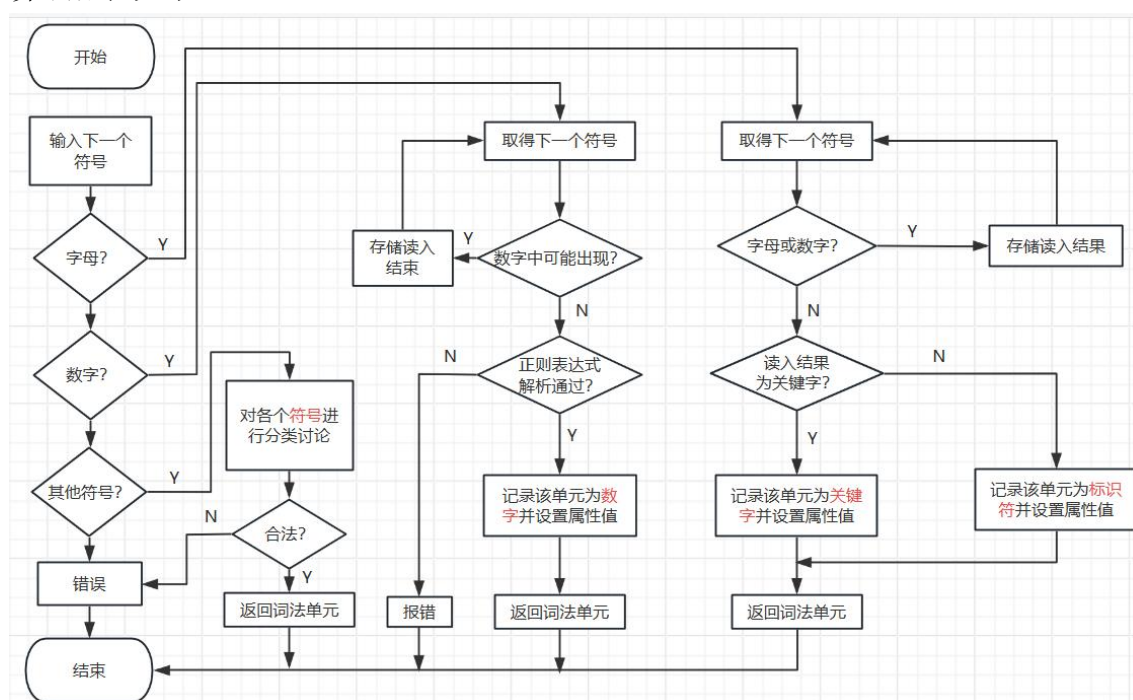 开始
输入下一个
符号
字母?
Y
数字?
Y
其他符号?
Y
错误
结束
对各个符号进
行分类讨论
合法?
N
Y
返回词法单元
取得下一个符号
数字中可能出现?
Y
存储读入
结束
N
正则表达式
解析通过?
N
报错
Y
记录该单元为数
字并设置属性值
返回词法单元
取得下一个符号
字母或数字?
Y
存储读入结果
N
读入结果
为关键字?
N
Y
记录该单元为关键
字并设置属性值
记录该单元为标识
符并设置属性值
返回词法单元